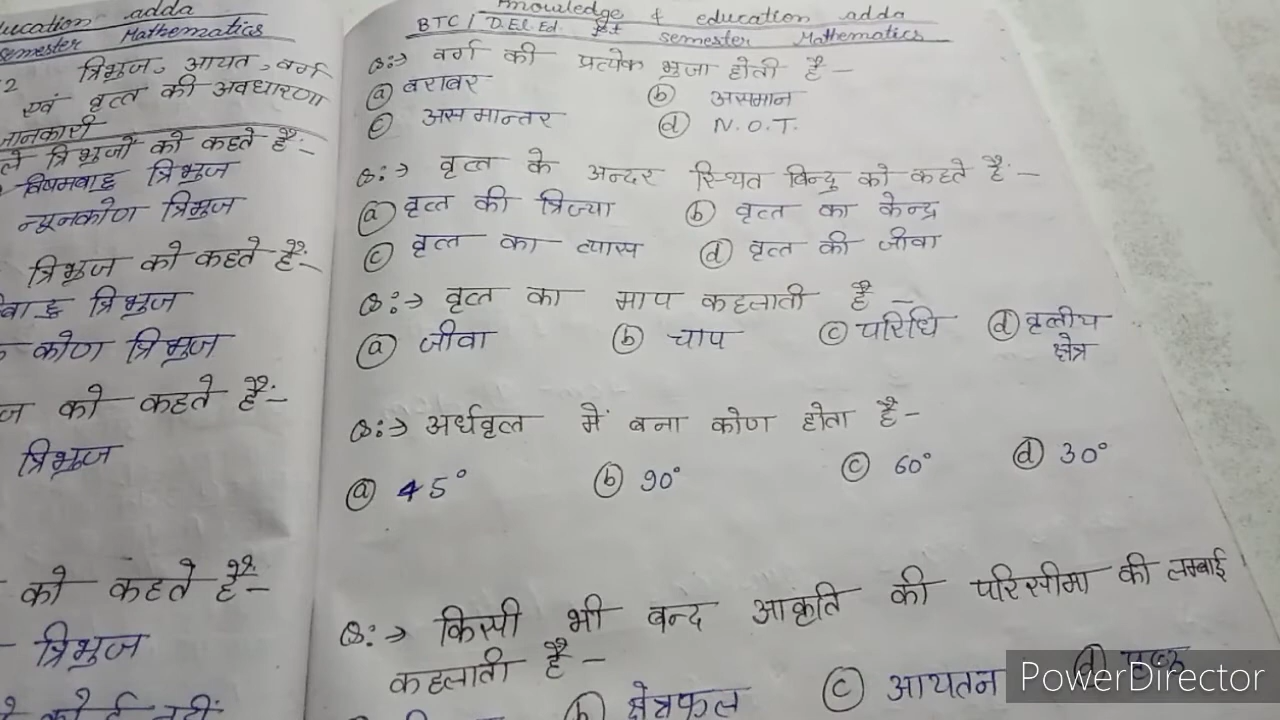 ucation adda
semester Mathematics
2 त्रिभुज, आयत, वर्ग
एवं वृत्त की अवधारणा
जानकारी
ले त्रिभुजों को कहते हैं:-
विषमबाहु त्रिभुज
न्यूनकोण त्रिभुज
त्रिभुज को कहते हैं:-
बाहु त्रिभुज
कोण त्रिभुज
ज को कहते हैं:-
त्रिभुज
को कहते हैं:-
त्रिभुज
knowledge & education adda
BTC / D.El.Ed. Ist semester Mathematics
Q:→ वर्ग की प्रत्येक भुजा होती है -
(a) बराबर (b) असमान
(c) असमान्तर (d) N.O.T.
Q:→ वृत्त के अन्दर स्थित बिन्दु को कहते हैं:-
(a) वृत्त की त्रिज्या (b) वृत्त का केन्द्र
(c) वृत्त का व्यास (d) वृत्त की जीवा
Q:→ वृत्त का माप कहलाती है -
(a) जीवा (b) चाप (c) परिधि (d) वृत्तीय
क्षेत्र
Q:→ अर्धवृत्त में बना कोण होता है -
(a) 45° (b) 90° (c) 60° (d) 30°
Q:→ किसी भी बन्द आकृति की परिसीमा की लम्बाई
कहलाती है -
(b) क्षेत्रफल (c) आयतन (d)
PowerDirector